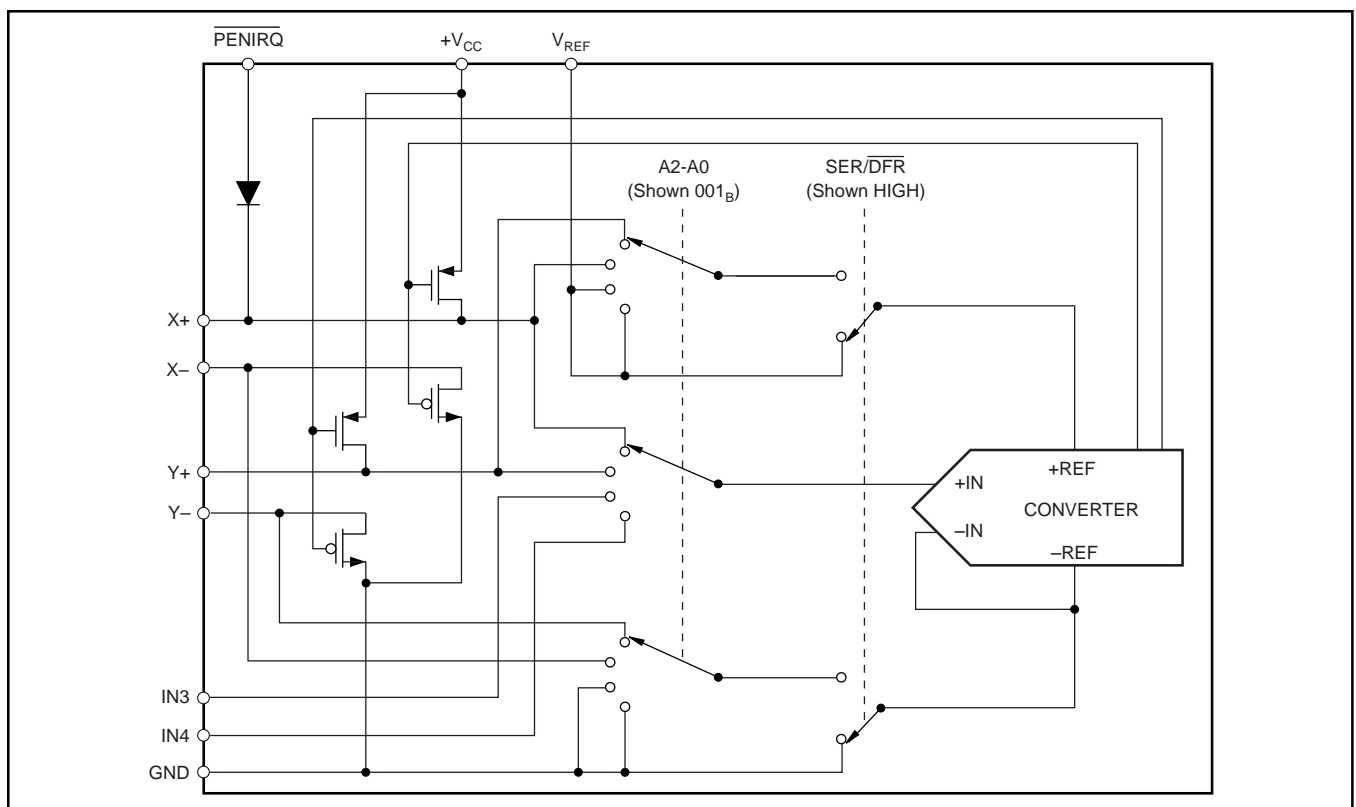 PENIRQ
+VCC
VREF
A2-A0
(Shown 001B)
SER/DFR
(Shown HIGH)
X+
X–
Y+
Y–
+IN
+REF
CONVERTER
–IN
–REF
IN3
IN4
GND